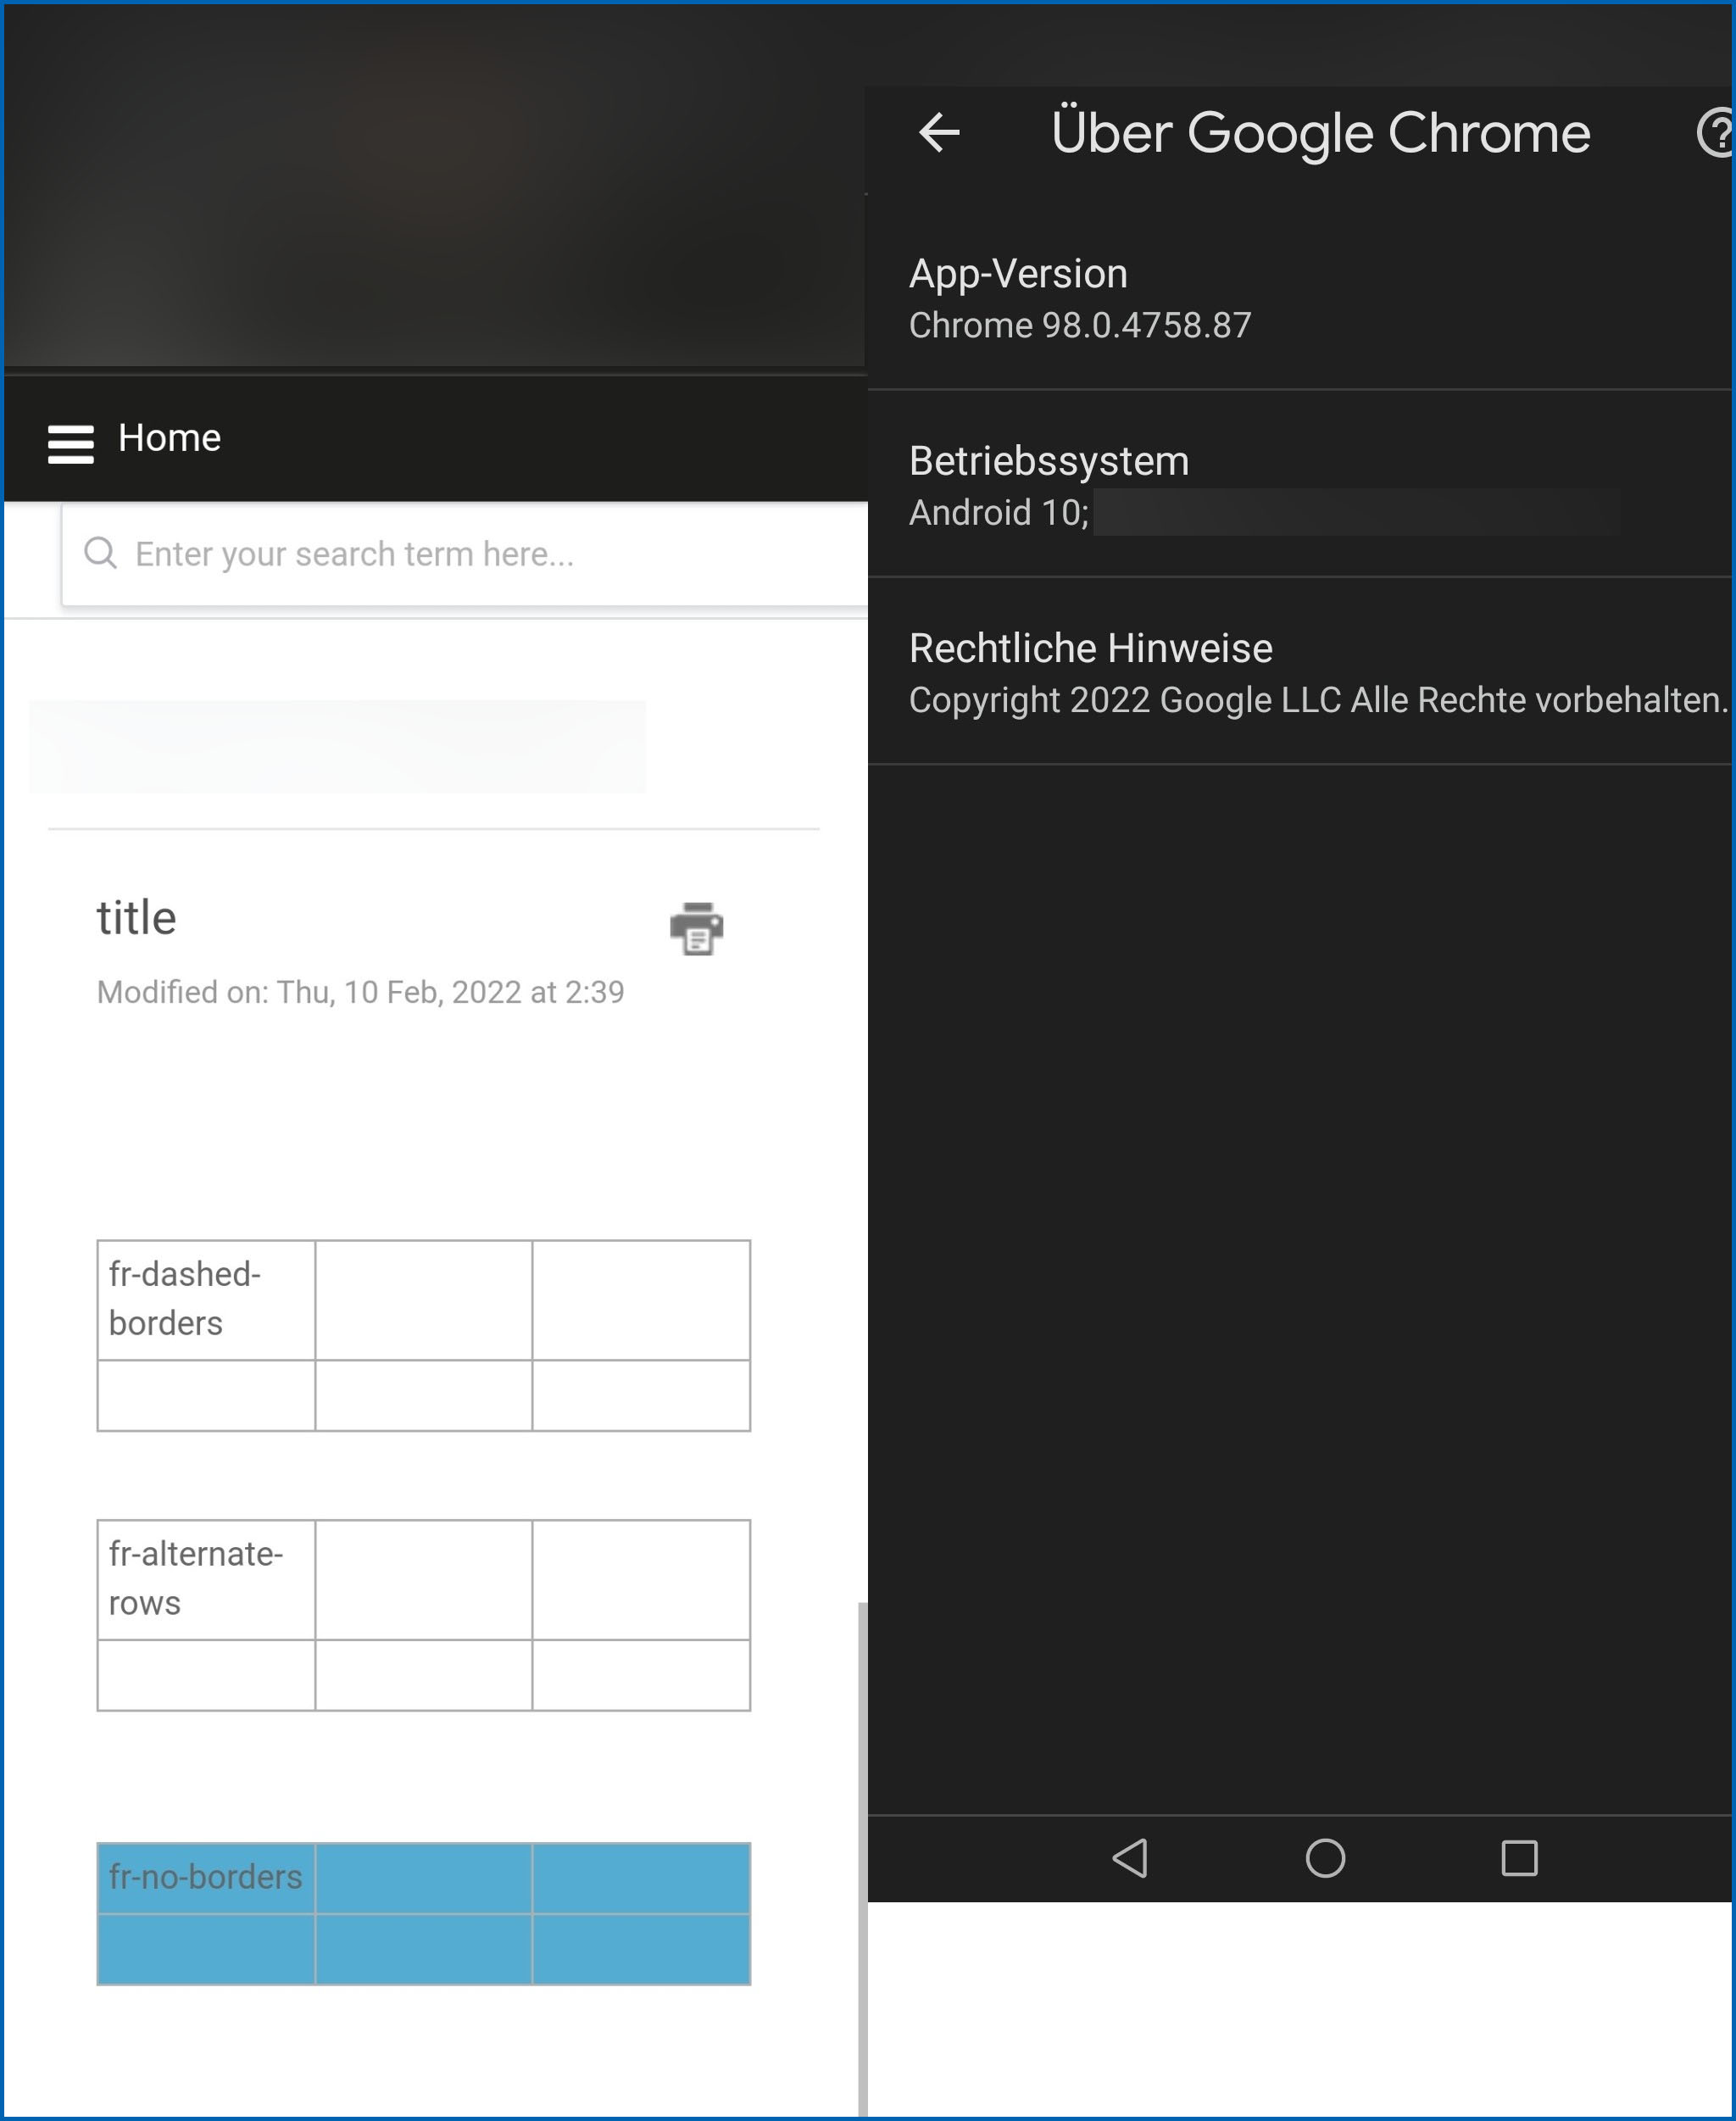 Home
Enter your search term here...
title
Modified on: Thu, 10 Feb, 2022 at 2:39
fr-dashed-
borders
fr-alternate-
rows
fr-no-borders
Über Google Chrome
App-Version
Chrome 98.0.4758.87
Betriebssystem
Android 10;
Rechtliche Hinweise
Copyright 2022 Google LLC Alle Rechte vorbehalten.